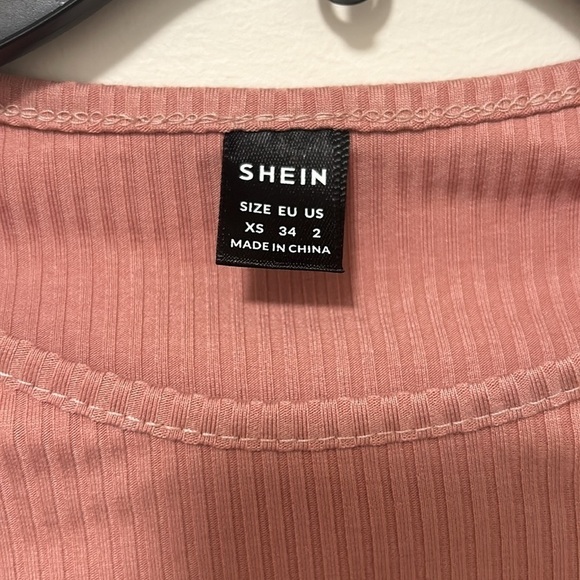 SHEIN
SIZE EU US
XS 34 2
MADE IN CHINA